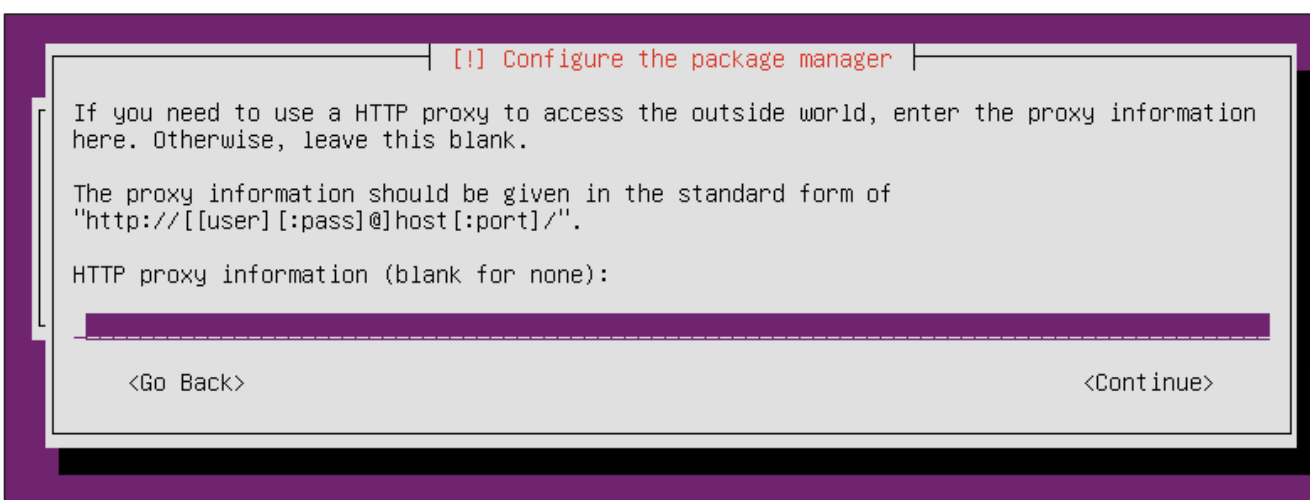 [!] Configure the package manager
If you need to use a HTTP proxy to access the outside world, enter the proxy information
here. Otherwise, leave this blank.
The proxy information should be given in the standard form of
"http://[[user][:pass]@]host[:port]/".
HTTP proxy information (blank for none):
<Go Back> <Continue>